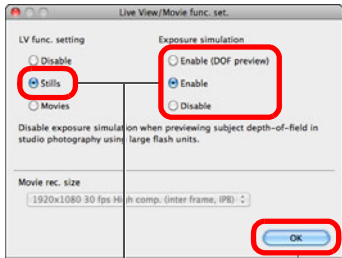 Live View/Movie func. set.
LV func. setting
Exposure simulation
Disable
Enable (DOF preview)
Stills
Enable
Movies
Disable
Disable exposure simulation when previewing subject depth-of-field in
studio photography using large flash units.
Movie rec. size
1920x1080 30 fps High comp. (inter frame, IPB)
OK